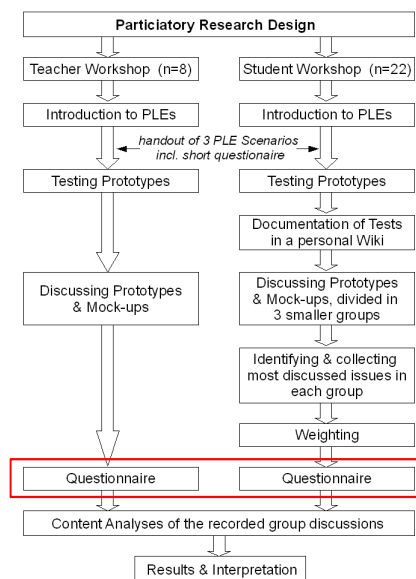 Particiatory Research Design
Teacher Workshop (n=8)
Student Workshop (n=22)
Introduction to PLEs
Introduction to PLEs
handout of 3 PLE Scenarios
incl. short questionaire
Testing Prototypes
Testing Prototypes
Documentation of Tests
in a personal Wiki
Discussing Prototypes
& Mock-ups
Discussing Prototypes
& Mock-ups, divided in
3 smaller groups
Identifying & collecting
most discussed issues in
each group
Weighting
Questionnaire
Questionnaire
Content Analyses of the recorded group discussions
Results & Interpretation